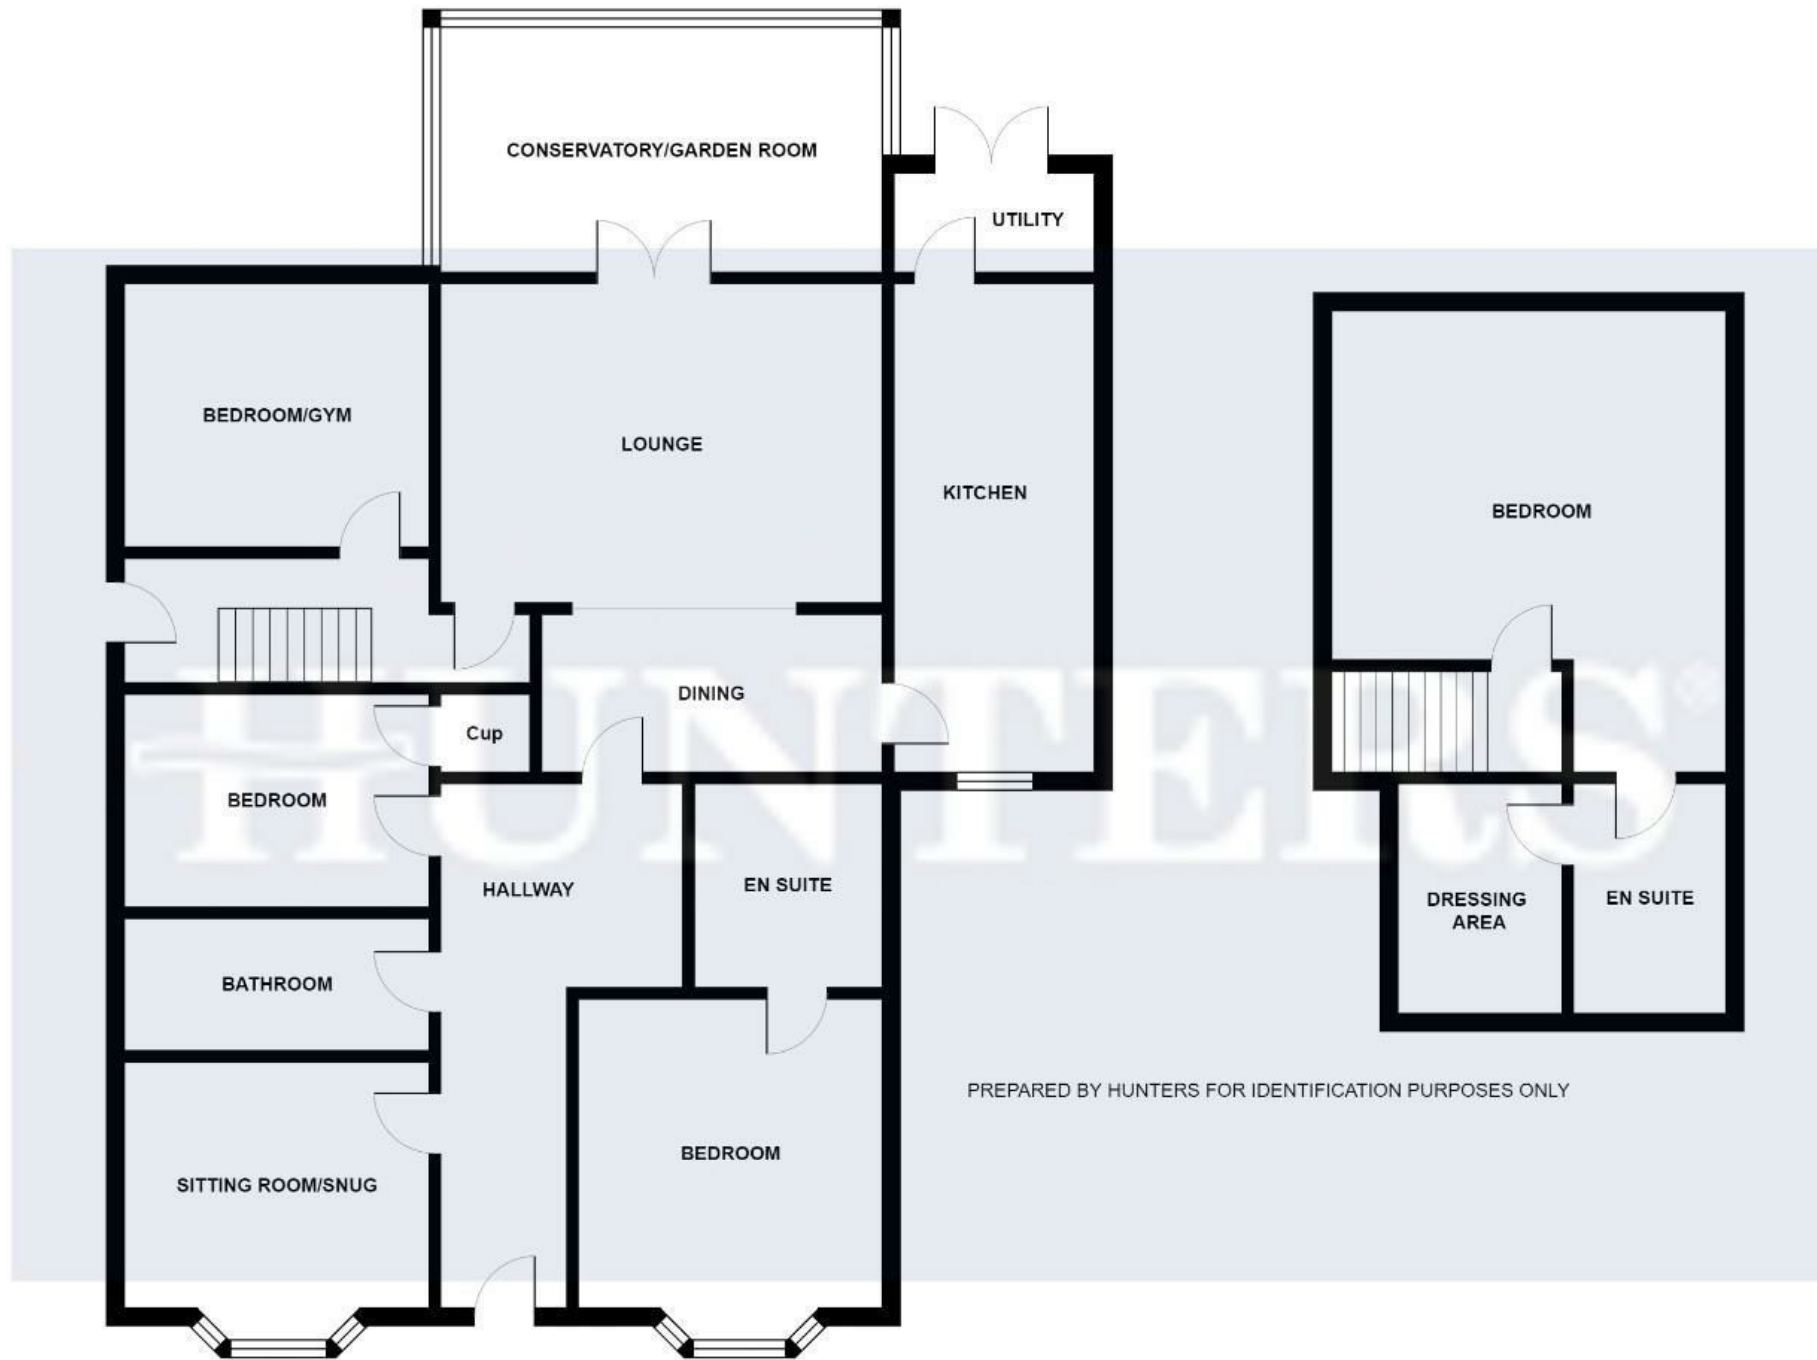 CONSERVATORY/GARDEN ROOM
UTILITY
BEDROOM/GYM
LOUNGE
KITCHEN
BEDROOM
HUNTERS®
DINING
Cup
BEDROOM
HALLWAY
EN SUITE
DRESSING
AREA
EN SUITE
BATHROOM
PREPARED BY HUNTERS FOR IDENTIFICATION PURPOSES ONLY
BEDROOM
SITTING ROOM/SNUG